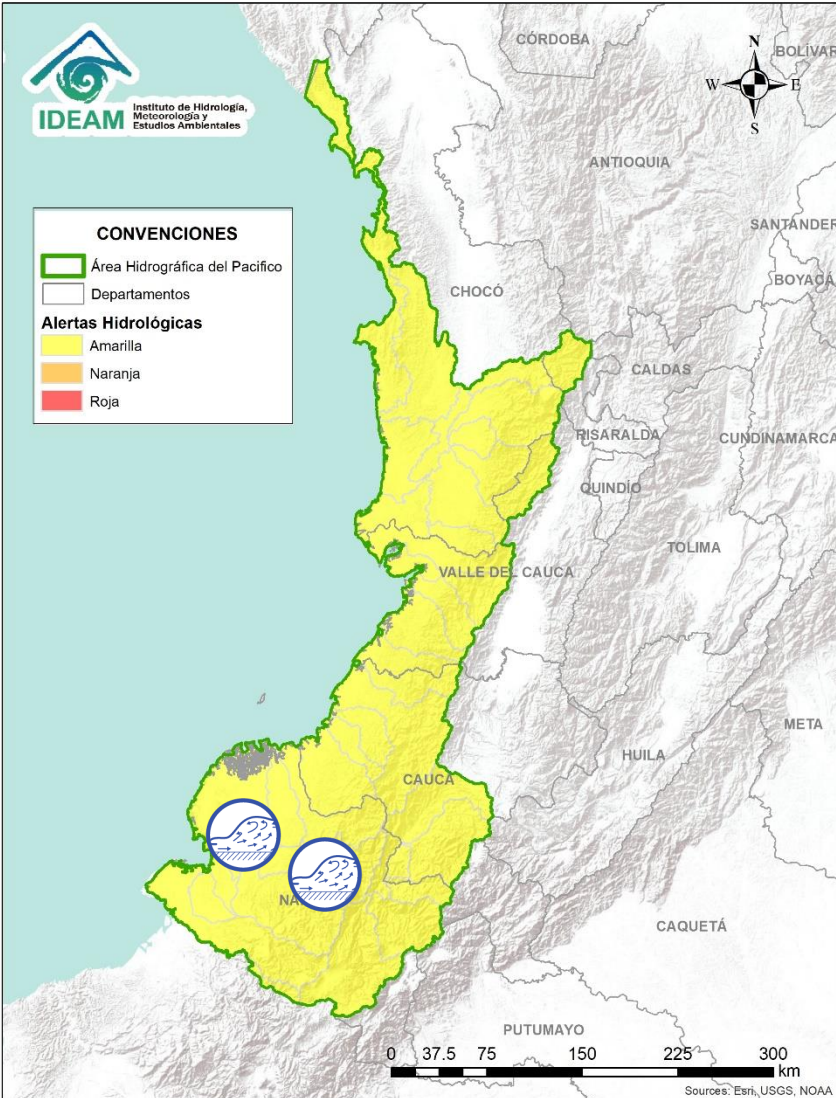 CÓRDOBA
BOLÍVAR
N
W
E
S
IDEAM
Instituto de Hidrología,
Meteorología y
Estudios Ambientales
ANTIOQUIA
SANTANDER
CONVENCIONES
Área Hidrográfica del Pacifico
Departamentos
Alertas Hidrológicas
Amarilla
Naranja
Roja
BOYACÁ
CHOCÓ
CALDAS
RISARALDA
CUNDINAMARCA
QUINDÍO
TOLIMA
VALLE DEL CAUCA
META
HUILA
CAUCA
NA
CAQUETÁ
PUTUMAYO
0 37.5 75 150 225 300
km
Sources: Esri, USGS, NOAA